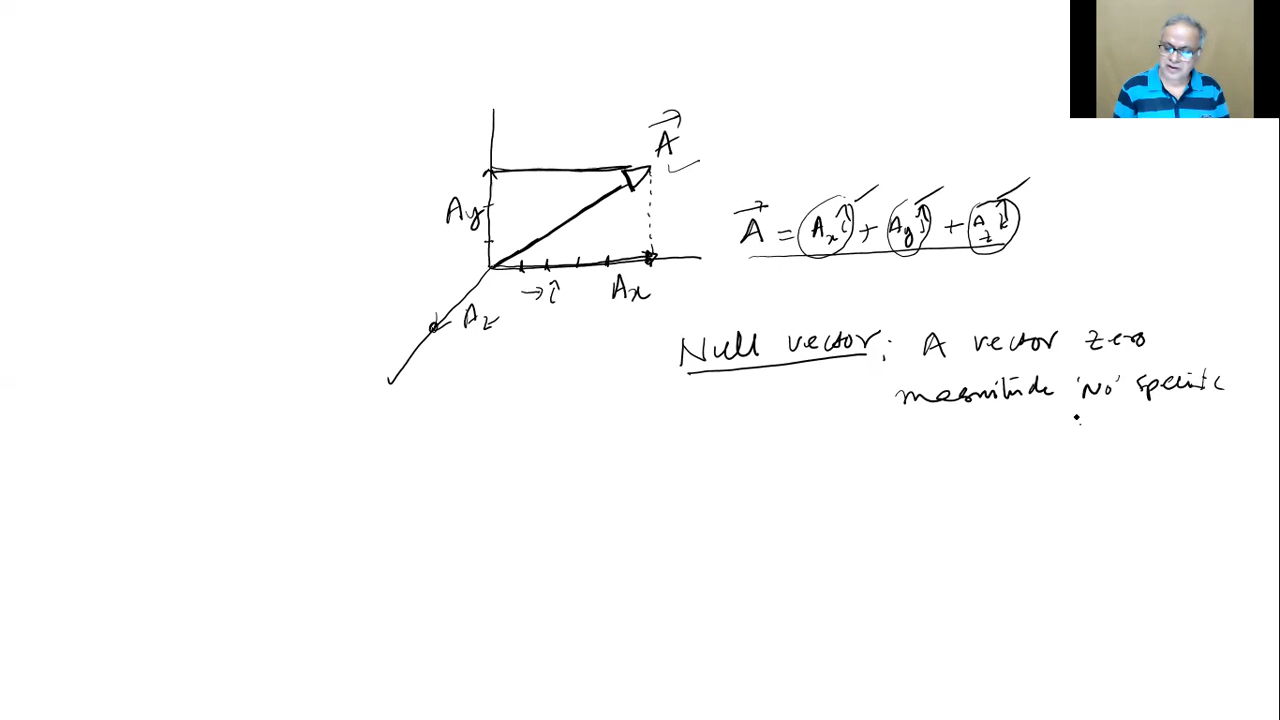 A⃗
Ay
A⃗ = Axî + Ayĵ + Azk̂
→ î Ax
Az
Null vector: A vector zero
magnitude 'No' specific